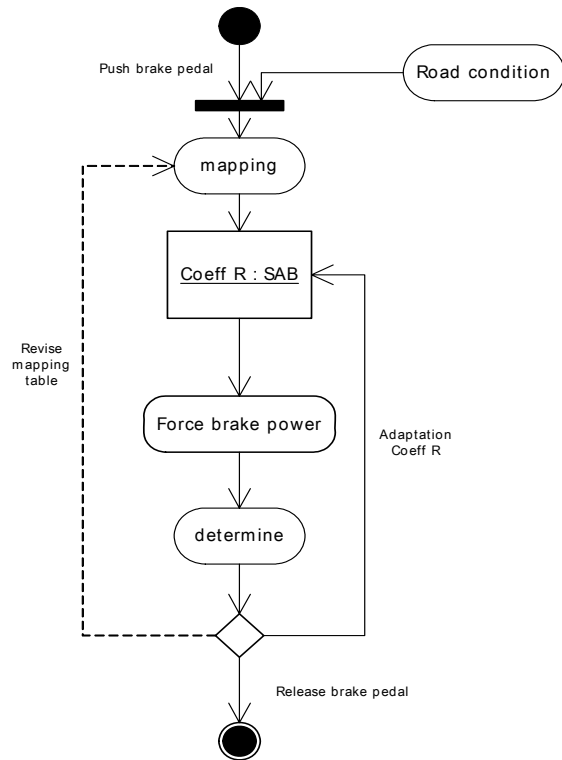 Push brake pedal
Road condition
mapping
Coeff R : SAB
Revise
mapping
table
Force brake power
Adaptation
Coeff R
determine
Release brake pedal